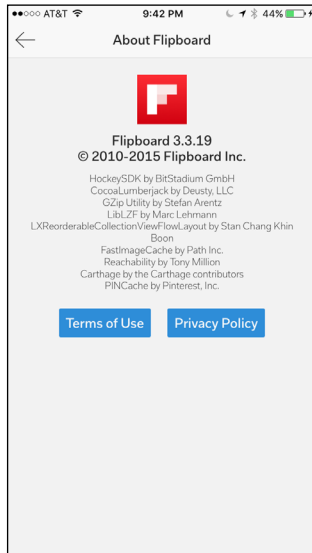 AT&T 9:42 PM 44%
About Flipboard
Flipboard 3.3.19
© 2010-2015 Flipboard Inc.
HockeySDK by BitStadium GmbH
CocoaLumberjack by Deusty, LLC
GZip Utility by Stefan Arentz
LibLZF by Marc Lehmann
LXReorderableCollectionViewFlowLayout by Stan Chang Khin
Boon
FastImageCache by Path Inc.
Reachability by Tony Million
Carthage by the Carthage contributors
PINCache by Pinterest, Inc.
Terms of Use Privacy Policy